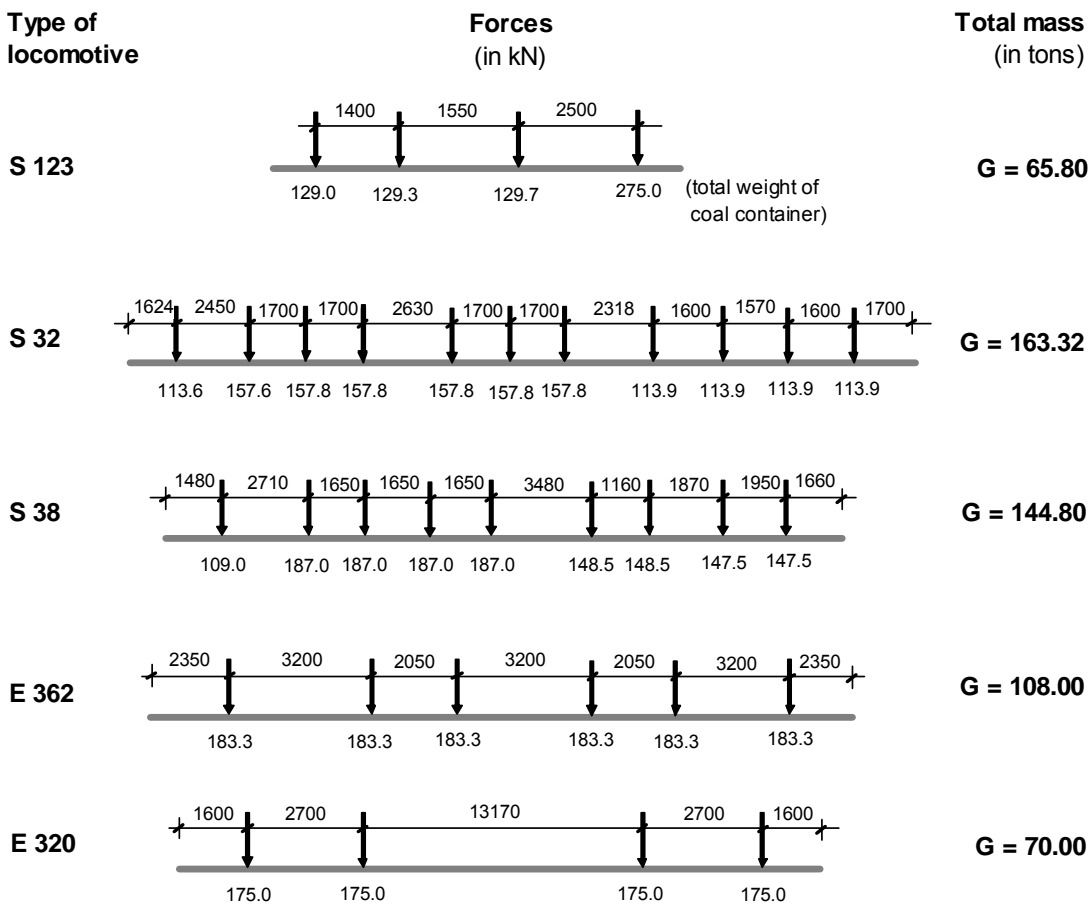 Type of
locomotive
Forces
(in kN)
Total mass
(in tons)
1400 1550 2500
S 123
129.0 129.3 129.7 275.0
(total weight of
coal container)
G = 65.80
1624 2450 1700 1700 2630 1700 1700 2318 1600 1570 1600 1700
S 32
113.6 157.6 157.8 157.8 157.8 157.8 157.8 113.9 113.9 113.9 113.9
G = 163.32
1480 2710 1650 1650 1650 3480 1160 1870 1950 1660
S 38
109.0 187.0 187.0 187.0 187.0 148.5 148.5 147.5 147.5
G = 144.80
2350 3200 2050 3200 2050 3200 2350
E 362
183.3 183.3 183.3 183.3 183.3 183.3
G = 108.00
1600 2700 13170 2700 1600
E 320
175.0 175.0 175.0 175.0
G = 70.00